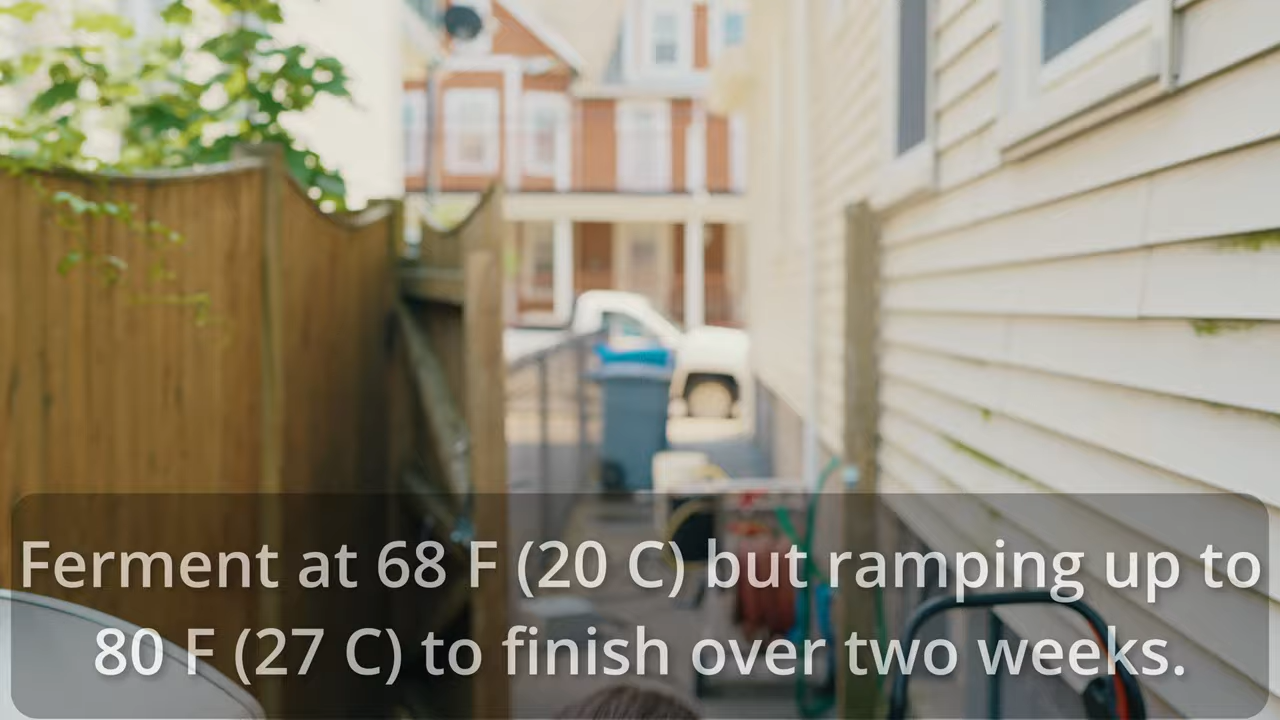 Ferment at 68 F (20 C) but ramping up to
80 F (27 C) to finish over two weeks.